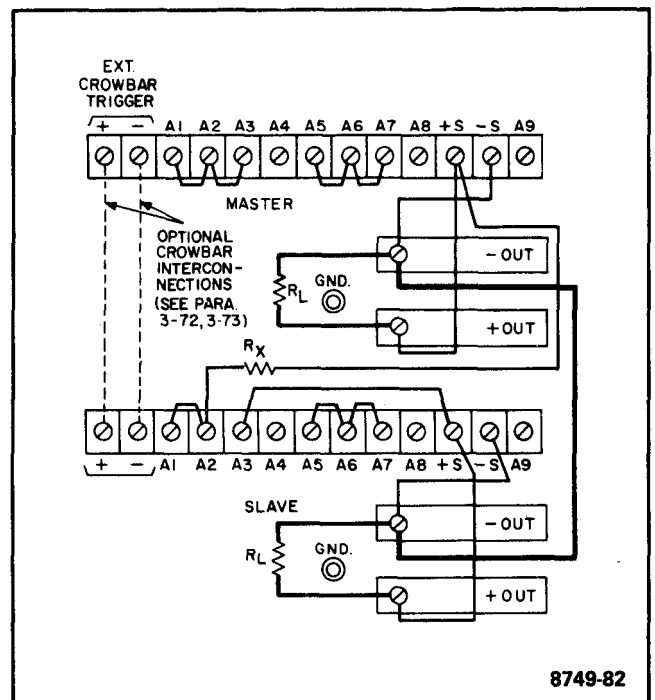 EXT.
CROWBAR
TRIGGER
+ - A1 A2 A3 A4 A5 A6 A7 A8 +S -S A9
MASTER
OPTIONAL
CROWBAR
INTERCON-
NECTIONS
(SEE PARA.
3-72, 3-73)
- OUT
RL
GND.
+ OUT
RX
+ - A1 A2 A3 A4 A5 A6 A7 A8 +S -S A9
SLAVE
- OUT
RL
GND.
+ OUT
8749-82